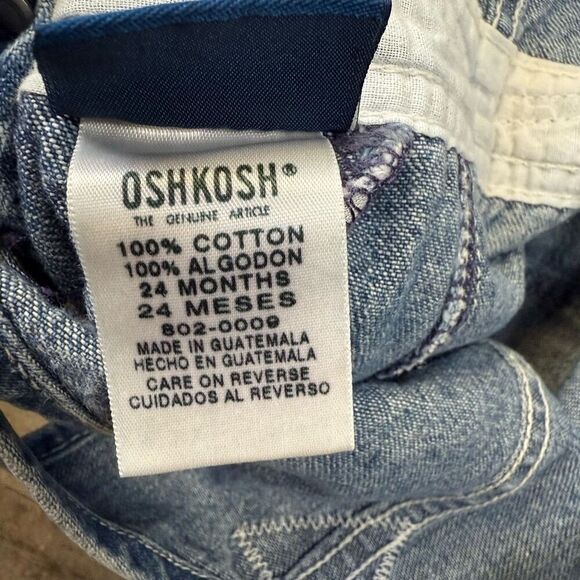 OSHKOSH®
THE GENUINE ARTICLE
100% COTTON
100% ALGODON
24 MONTHS
24 MESES
802-0009
MADE IN GUATEMALA
HECHO EN GUATEMALA
CARE ON REVERSE
CUIDADOS AL REVERSO